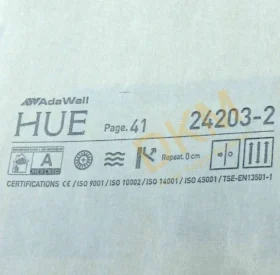 AdaWall
HUE Page. 41 24203-2
DKM
A
Repeat. 0 cm
CERTIFICATIONS CE / ISO 9001 / ISO 10002 / ISO 14001 / ISO 45001 / TSE-EN13501-1